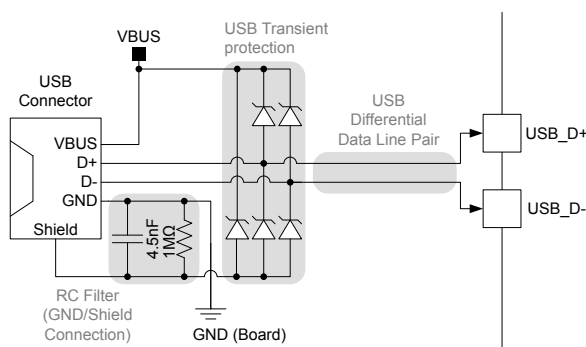 VBUS
USB Transient
protection
USB
Connector
USB
Differential
Data Line Pair
VBUS
D+
D-
GND
Shield
USB_D+
USB_D-
4.5nF
1MΩ
RC Filter
(GND/Shield
Connection)
GND (Board)